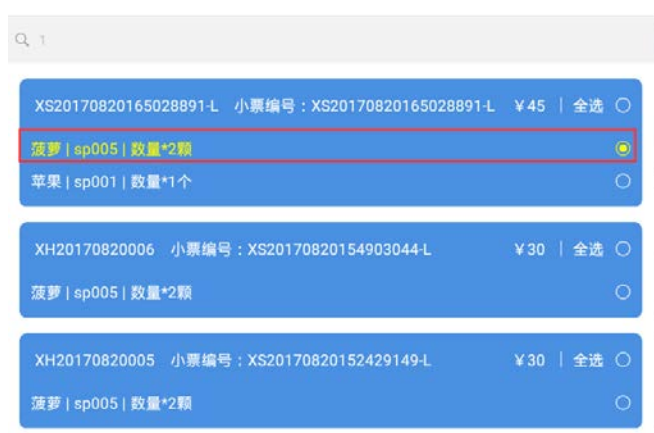 1
XS20170820165028891-L 小票编号：XS20170820165028891-L ￥45 | 全选
菠萝 | sp005 | 数量*2颗
苹果 | sp001 | 数量*1个
XH20170820006 小票编号：XS20170820154903044-L ￥30 | 全选
菠萝 | sp005 | 数量*2颗
XH20170820005 小票编号：XS20170820152429149-L ￥30 | 全选
菠萝 | sp005 | 数量*2颗